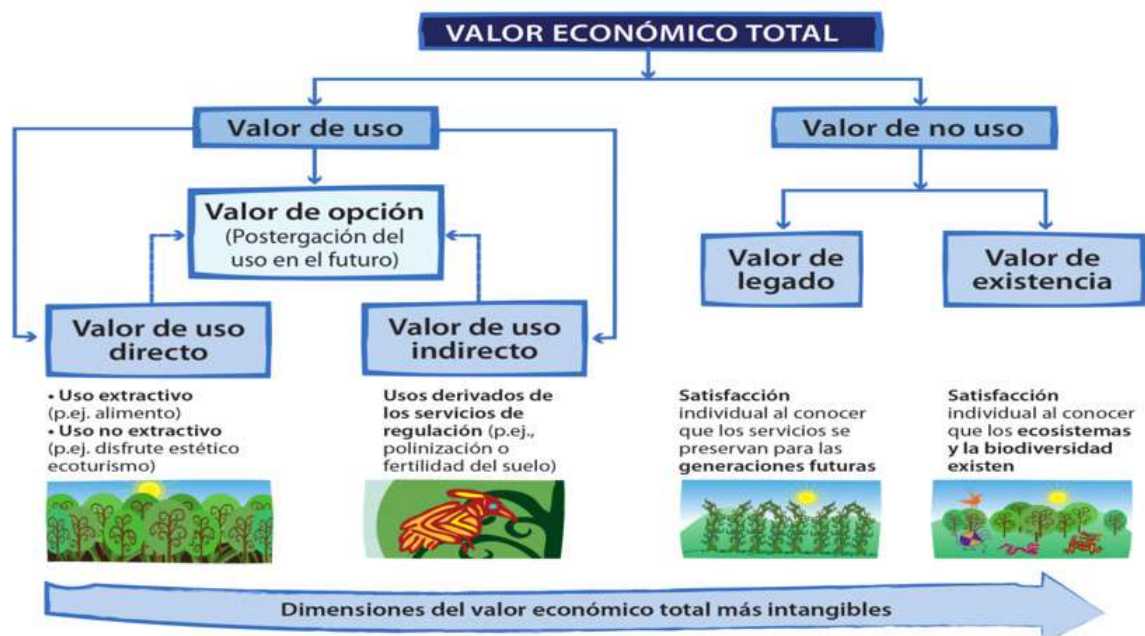 VALOR ECONÓMICO TOTAL
Valor de uso
Valor de no uso
Valor de opción
(Postergación del
uso en el futuro)
Valor de uso
directo
Valor de uso
indirecto
Valor de
legado
Valor de
existencia
• Uso extractivo
(p.ej. alimento)
• Uso no extractivo
(p.ej. disfrute estético
ecoturismo)
Usos derivados de
los servicios de
regulación (p.ej.,
polinización o
fertilidad del suelo)
Satisfacción
individual al conocer
que los servicios se
preservan para las
generaciones futuras
Satisfacción
individual al conocer
que los ecosistemas
y la biodiversidad
existen
Dimensiones del valor económico total más intangibles